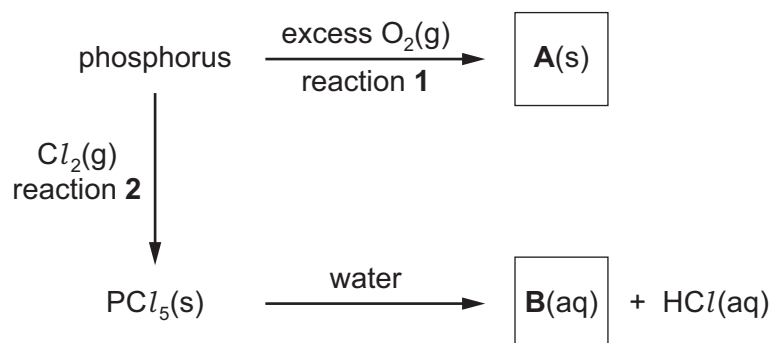 phosphorus
excess O₂(g)
reaction 1
A(s)
Cl₂(g)
reaction 2
PCl₅(s)
water
B(aq) + HCl(aq)